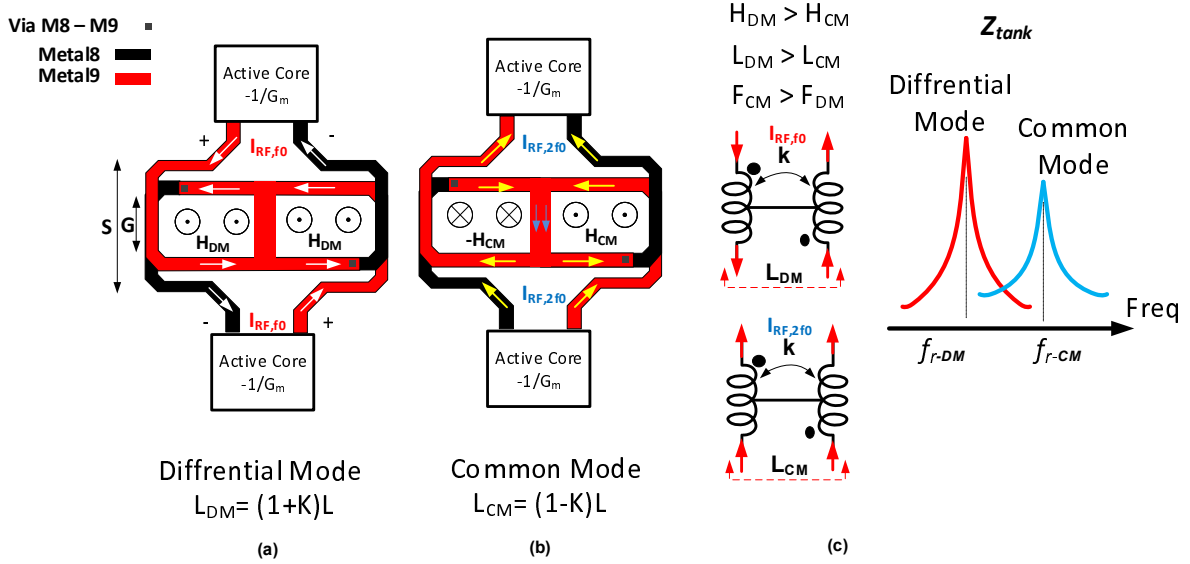 Via M8 – M9
Metal8
Metal9
Active Core
-1/Gm
+
-
IRF,f0
S
G
HDM
HDM
IRF,f0
-
+
Active Core
-1/Gm
Diffrential Mode
LDM= (1+K)L
(a)
Active Core
-1/Gm
IRF,2f0
-HCM
HCM
IRF,2f0
Active Core
-1/Gm
Common Mode
LCM= (1-K)L
(b)
HDM > HCM
LDM > LCM
FCM > FDM
IRF,f0
k
LDM
IRF,2f0
k
LCM
(c)
Ztank
Diffrential
Mode
Common
Mode
Freq
fr-DM
fr-CM